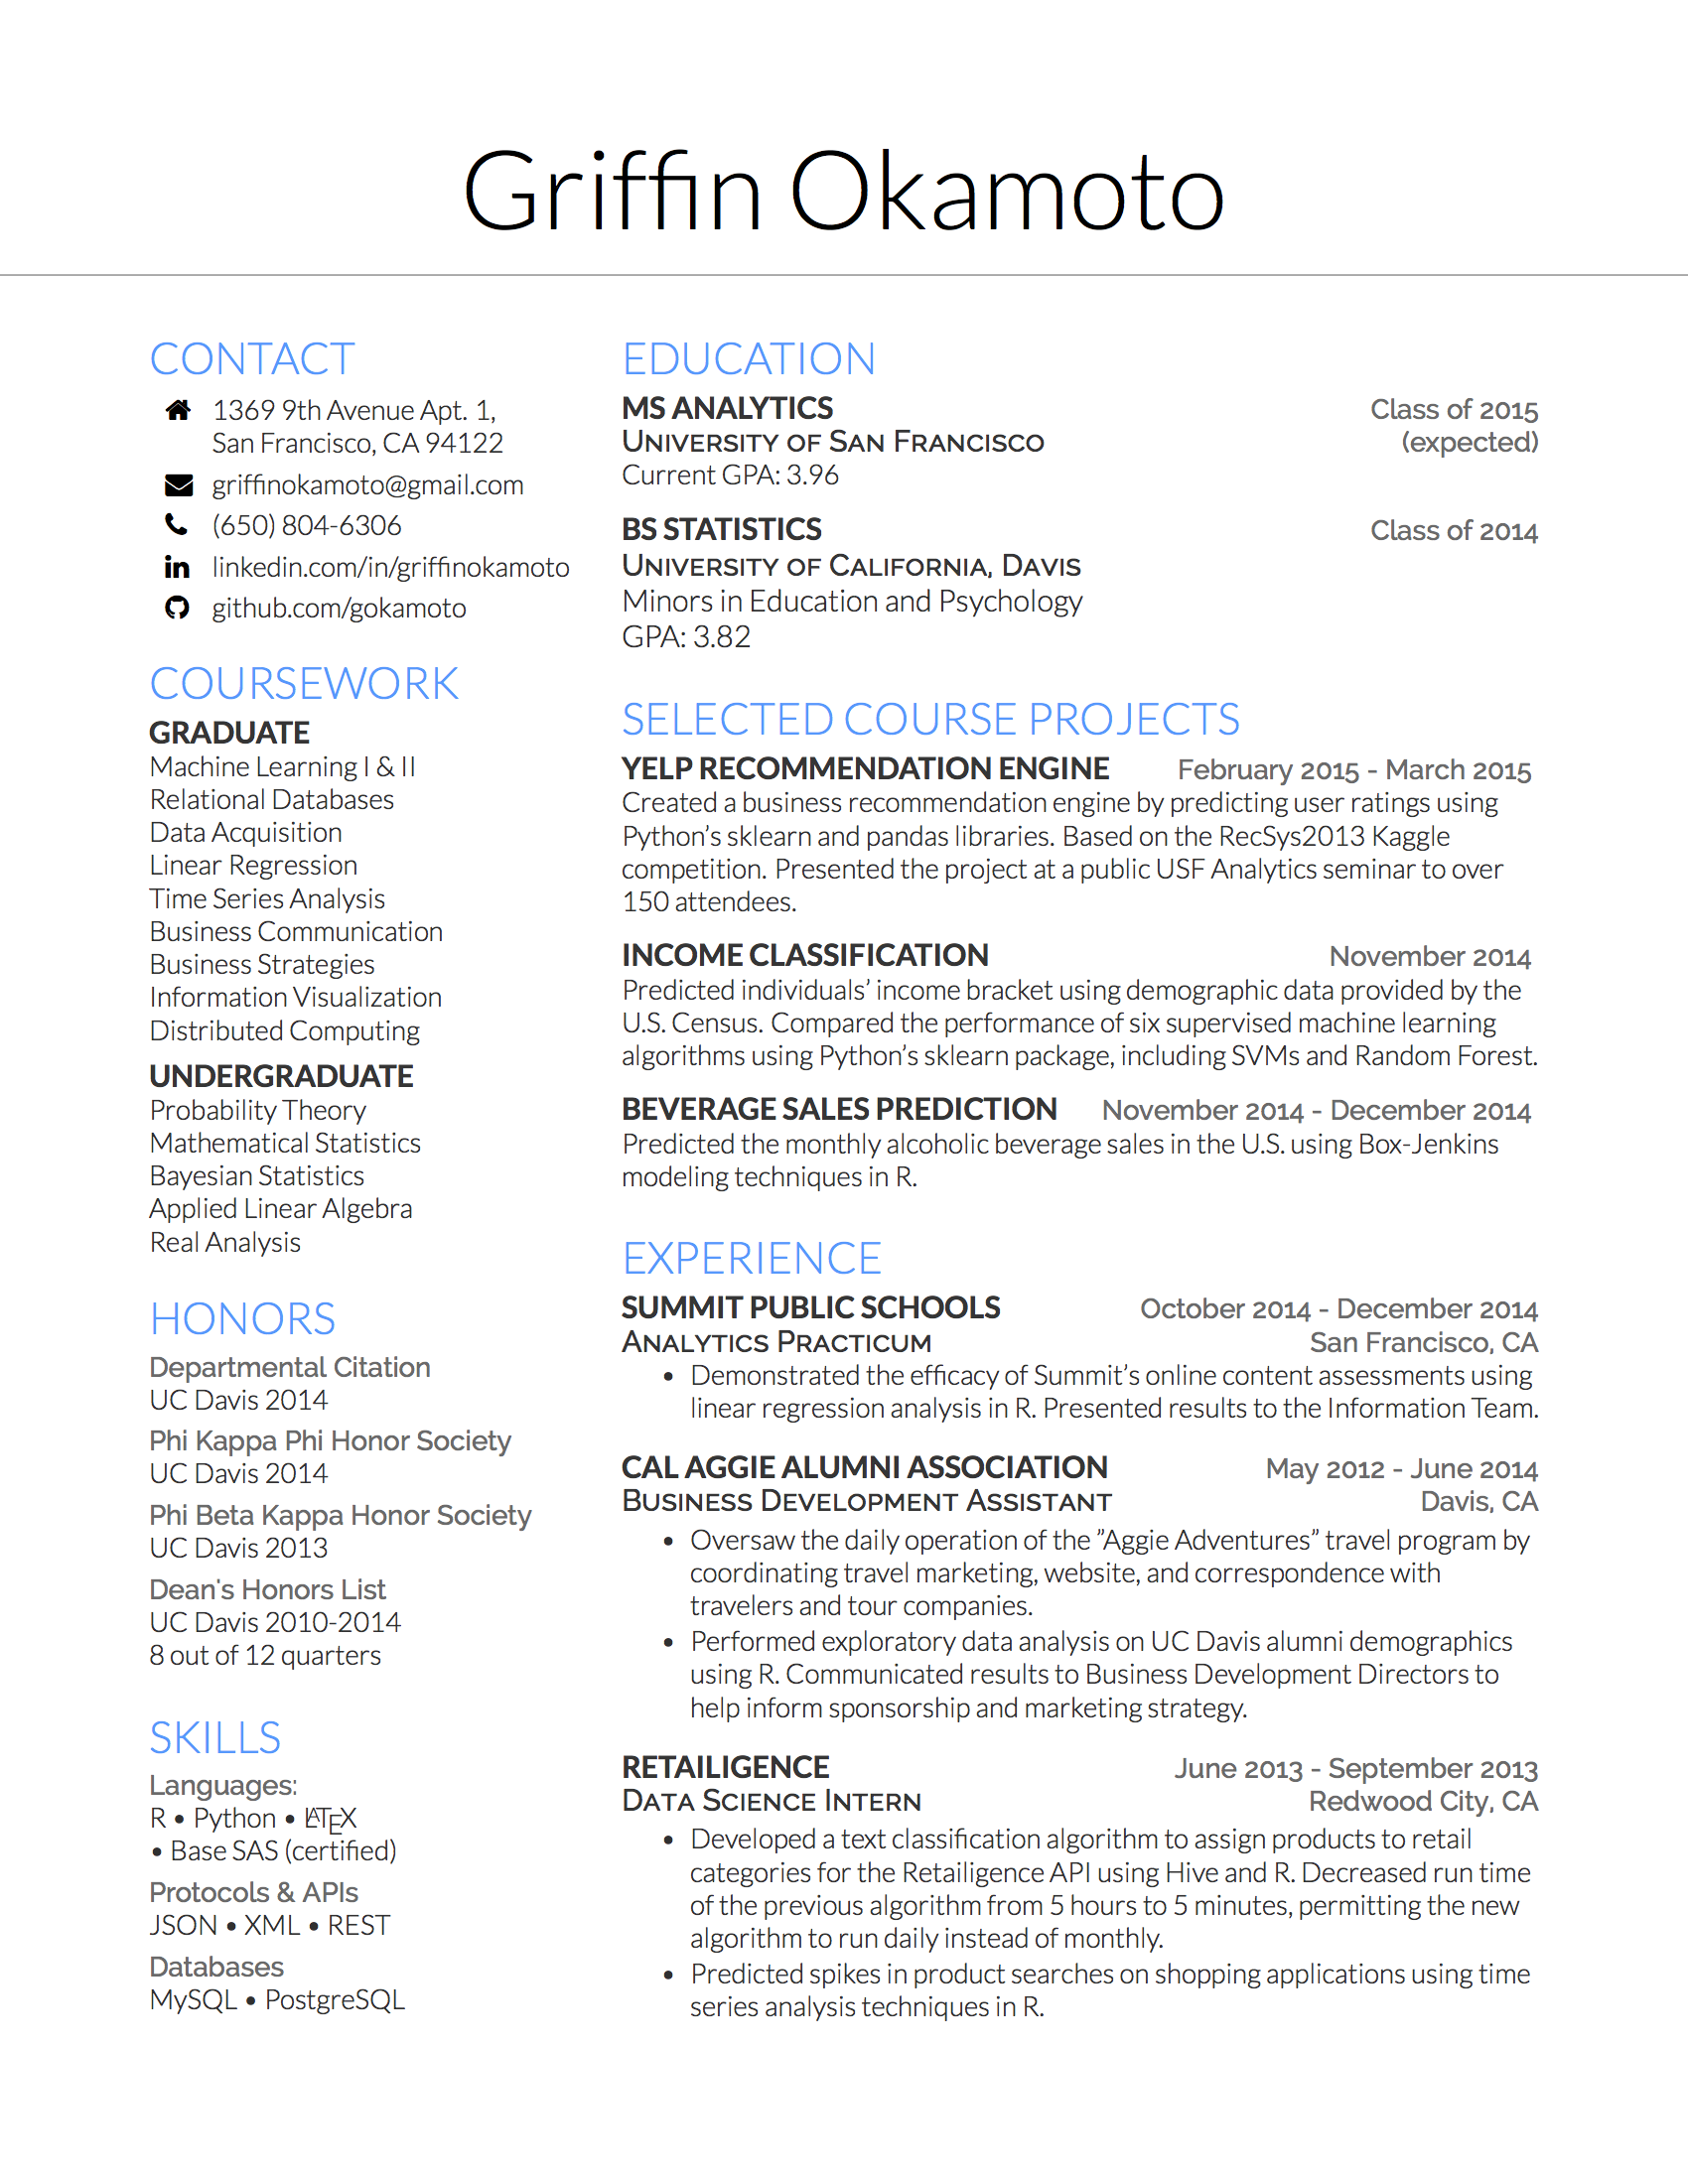 Griffin Okamoto
CONTACT
1369 9th Avenue Apt. 1,
San Francisco, CA 94122
griffinokamoto@gmail.com
(650) 804-6306
linkedin.com/in/griffinokamoto
github.com/gokamoto
COURSEWORK
GRADUATE
Machine Learning I & II
Relational Databases
Data Acquisition
Linear Regression
Time Series Analysis
Business Communication
Business Strategies
Information Visualization
Distributed Computing
UNDERGRADUATE
Probability Theory
Mathematical Statistics
Bayesian Statistics
Applied Linear Algebra
Real Analysis
HONORS
Departmental Citation
UC Davis 2014
Phi Kappa Phi Honor Society
UC Davis 2014
Phi Beta Kappa Honor Society
UC Davis 2013
Dean's Honors List
UC Davis 2010-2014
8 out of 12 quarters
SKILLS
Languages:
R • Python • LATEX
• Base SAS (certified)
Protocols & APIs
JSON • XML • REST
Databases
MySQL • PostgreSQL
EDUCATION
MS ANALYTICS Class of 2015
UNIVERSITY OF SAN FRANCISCO (expected)
Current GPA: 3.96
BS STATISTICS Class of 2014
UNIVERSITY OF CALIFORNIA, DAVIS
Minors in Education and Psychology
GPA: 3.82
SELECTED COURSE PROJECTS
YELP RECOMMENDATION ENGINE February 2015 - March 2015
Created a business recommendation engine by predicting user ratings using
Python’s sklearn and pandas libraries. Based on the RecSys2013 Kaggle
competition. Presented the project at a public USF Analytics seminar to over
150 attendees.
INCOME CLASSIFICATION November 2014
Predicted individuals’ income bracket using demographic data provided by the
U.S. Census. Compared the performance of six supervised machine learning
algorithms using Python’s sklearn package, including SVMs and Random Forest.
BEVERAGE SALES PREDICTION November 2014 - December 2014
Predicted the monthly alcoholic beverage sales in the U.S. using Box-Jenkins
modeling techniques in R.
EXPERIENCE
SUMMIT PUBLIC SCHOOLS October 2014 - December 2014
ANALYTICS PRACTICUM San Francisco, CA
• Demonstrated the efficacy of Summit’s online content assessments using
linear regression analysis in R. Presented results to the Information Team.
CAL AGGIE ALUMNI ASSOCIATION May 2012 - June 2014
BUSINESS DEVELOPMENT ASSISTANT Davis, CA
• Oversaw the daily operation of the ”Aggie Adventures” travel program by
coordinating travel marketing, website, and correspondence with
travelers and tour companies.
• Performed exploratory data analysis on UC Davis alumni demographics
using R. Communicated results to Business Development Directors to
help inform sponsorship and marketing strategy.
RETAILIGENCE June 2013 - September 2013
DATA SCIENCE INTERN Redwood City, CA
• Developed a text classification algorithm to assign products to retail
categories for the Retailigence API using Hive and R. Decreased run time
of the previous algorithm from 5 hours to 5 minutes, permitting the new
algorithm to run daily instead of monthly.
• Predicted spikes in product searches on shopping applications using time
series analysis techniques in R.